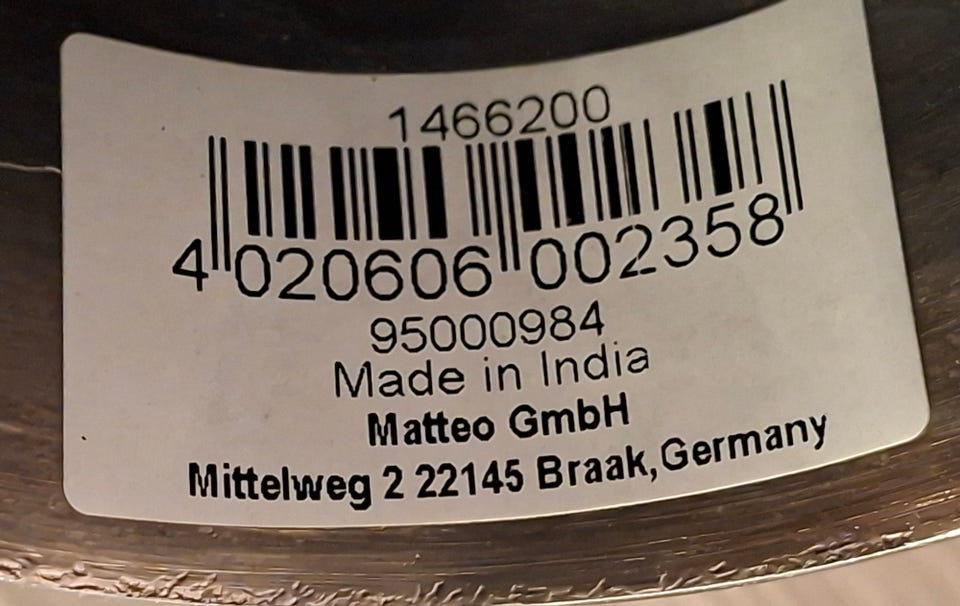 1466200
4 020606 002358
95000984
Made in India
Matteo GmbH
Mittelweg 2 22145 Braak, Germany